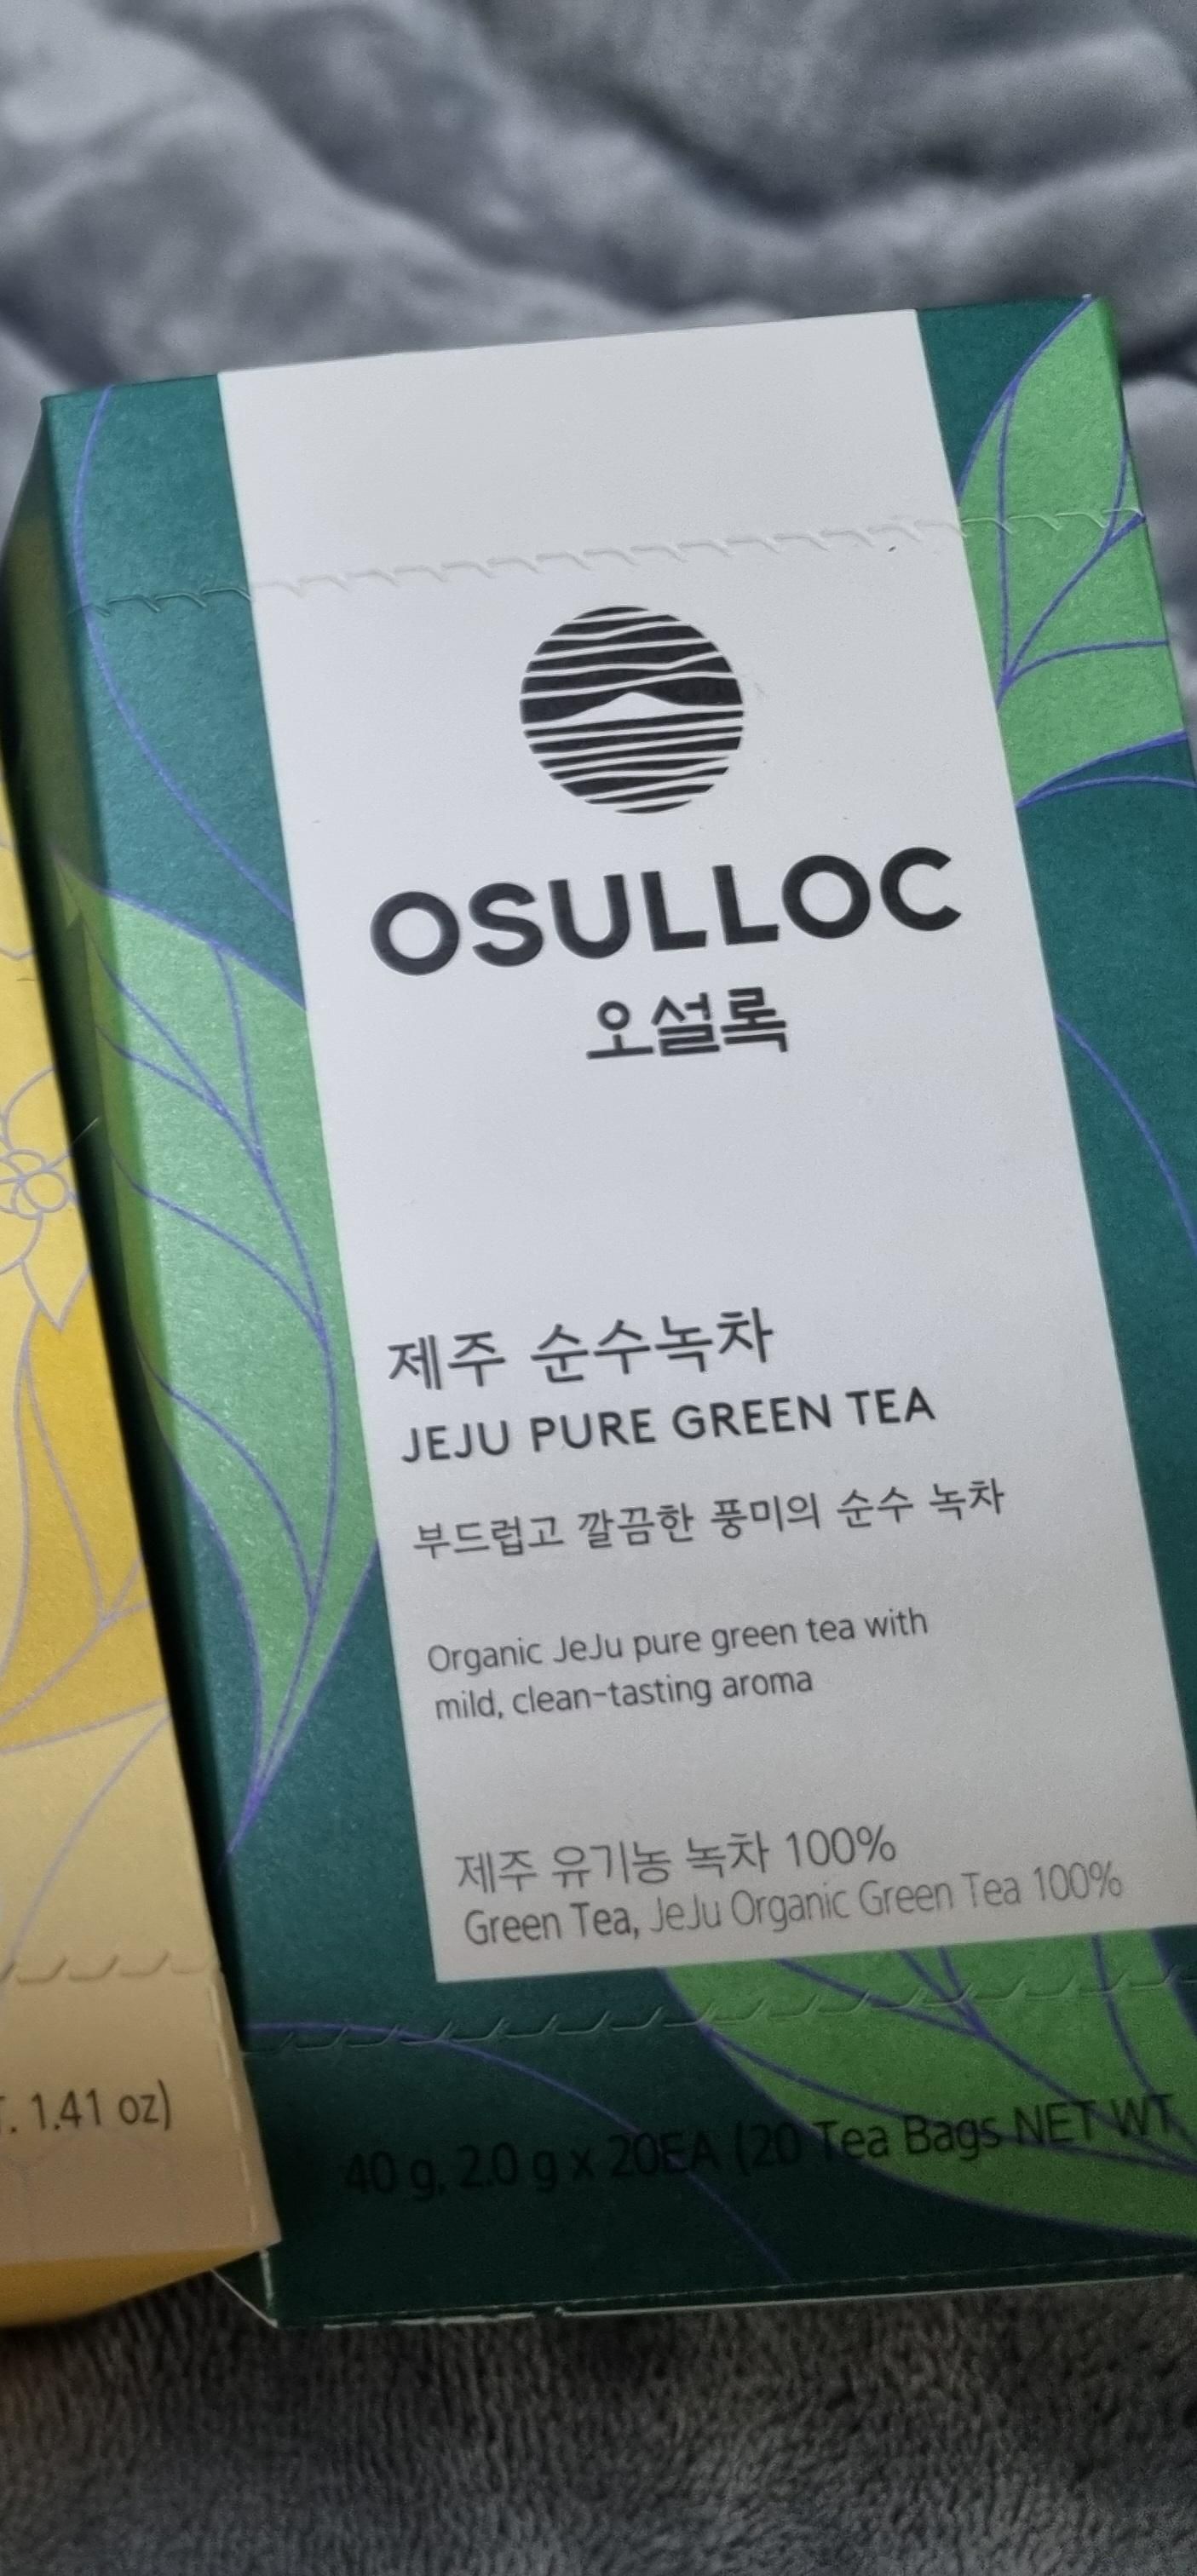 OSULLOC
오설록
제주 순수녹차
JEJU PURE GREEN TEA
부드럽고 깔끔한 풍미의 순수 녹차
Organic JeJu pure green tea with
mild, clean-tasting aroma
제주 유기농 녹차 100%
Green Tea, JeJu Organic Green Tea 100%
40 g, 2.0 g x 20EA (20 Tea Bags NET WT
. 1.41 oz)